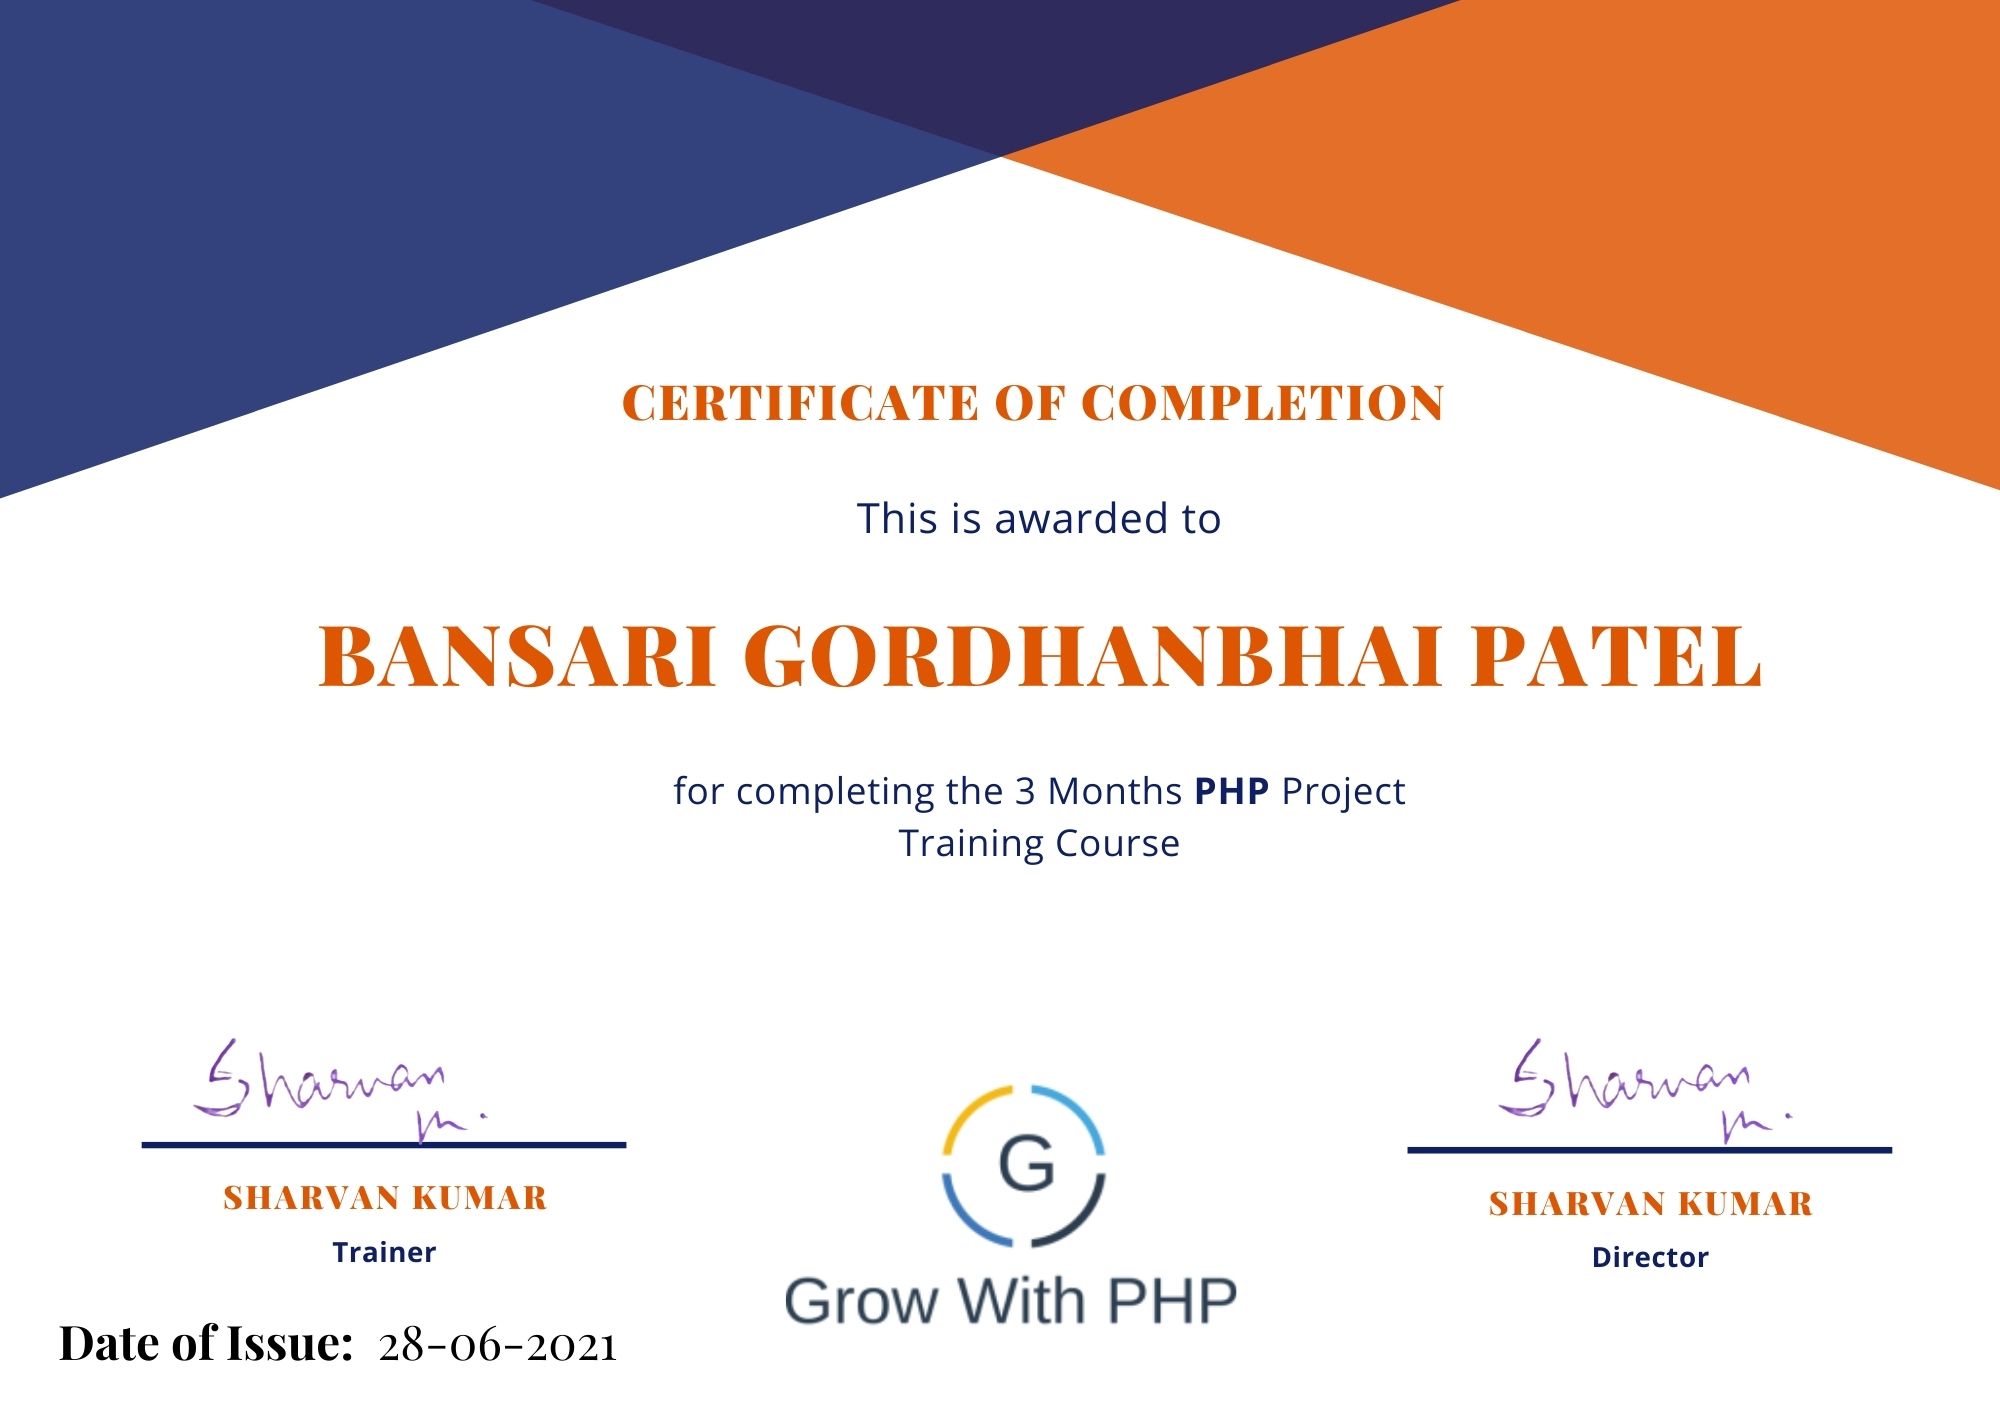 CERTIFICATE OF COMPLETION
This is awarded to
BANSARI GORDHANBHAI PATEL
for completing the 3 Months PHP Project
Training Course
Sharvan
m.
SHARVAN KUMAR
Trainer
Date of Issue: 28-06-2021
G
Grow With PHP
Sharvan
m.
SHARVAN KUMAR
Director